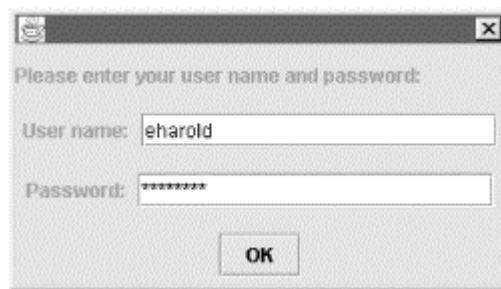 Please enter your user name and password:
User name: eharold
Password: ********
OK